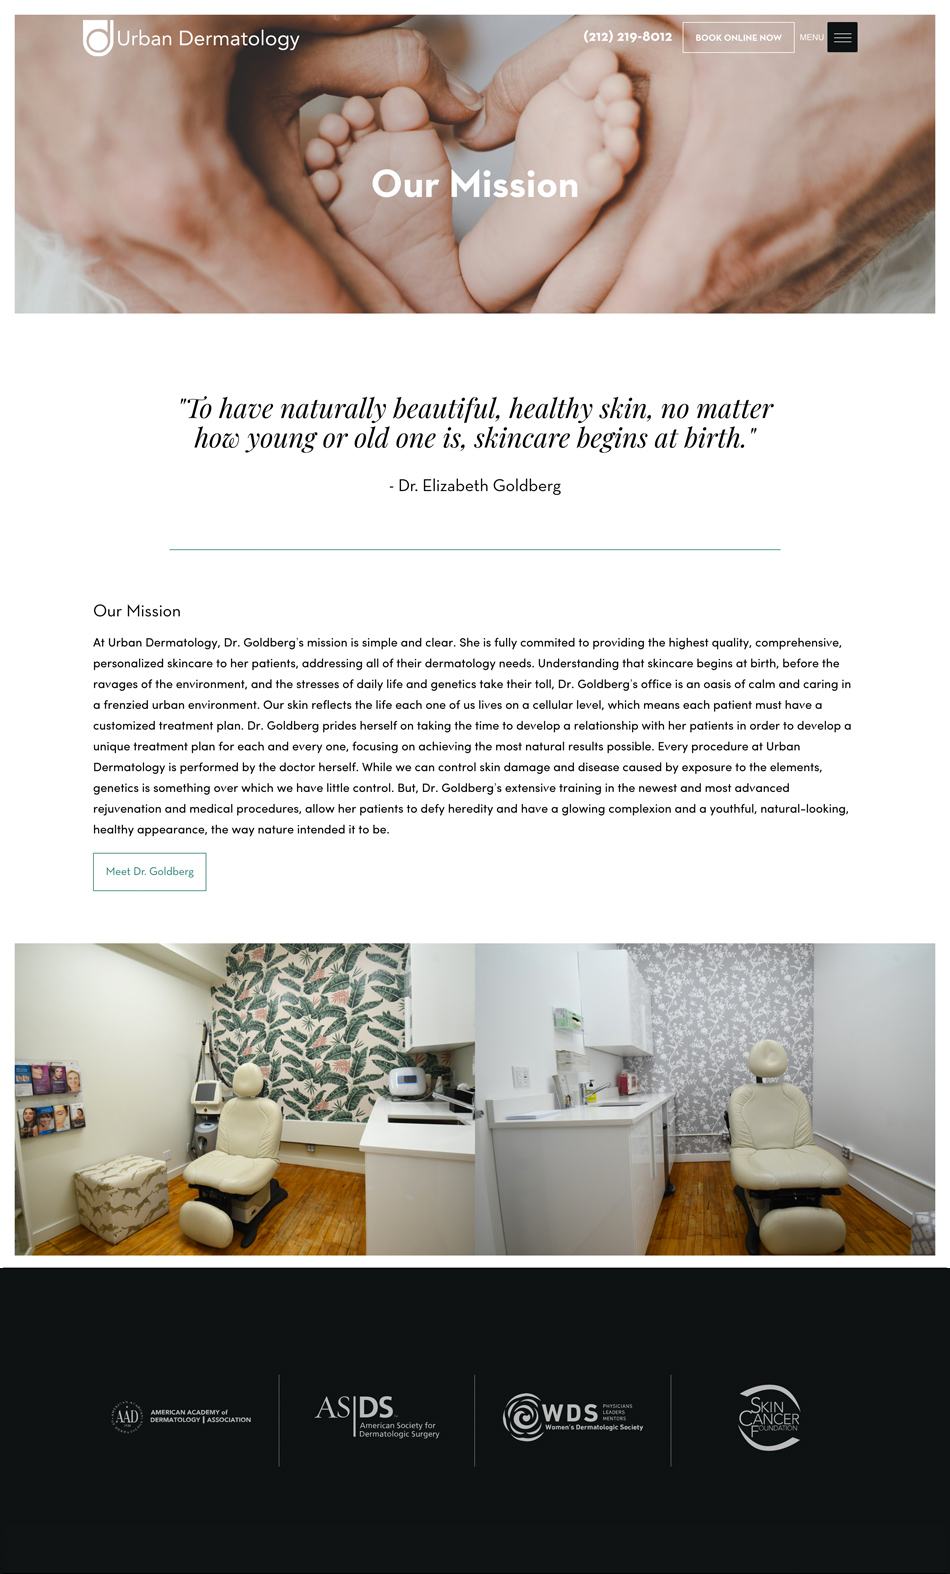 Urban Dermatology
(212) 219-8012
BOOK ONLINE NOW
MENU
Our Mission
"To have naturally beautiful, healthy skin, no matter
how young or old one is, skincare begins at birth."
- Dr. Elizabeth Goldberg
Our Mission
At Urban Dermatology, Dr. Goldberg's mission is simple and clear. She is fully commited to providing the highest quality, comprehensive,
personalized skincare to her patients, addressing all of their dermatology needs. Understanding that skincare begins at birth, before the
ravages of the environment, and the stresses of daily life and genetics take their toll, Dr. Goldberg's office is an oasis of calm and caring in
a frenzied urban environment. Our skin reflects the life each one of us lives on a cellular level, which means each patient must have a
customized treatment plan. Dr. Goldberg prides herself on taking the time to develop a relationship with her patients in order to develop a
unique treatment plan for each and every one, focusing on achieving the most natural results possible. Every procedure at Urban
Dermatology is performed by the doctor herself. While we can control skin damage and disease caused by exposure to the elements,
genetics is something over which we have little control. But, Dr. Goldberg's extensive training in the newest and most advanced
rejuvenation and medical procedures, allow her patients to defy heredity and have a glowing complexion and a youthful, natural-looking,
healthy appearance, the way nature intended it to be.
Meet Dr. Goldberg
AAD
AMERICAN ACADEMY of
DERMATOLOGY | ASSOCIATION
AS|DS
American Society for
Dermatologic Surgery
WDS
PHYSICIANS
LEADERS
MENTORS
Women's Dermatologic Society
SKIN
CANCER
FOUNDATION